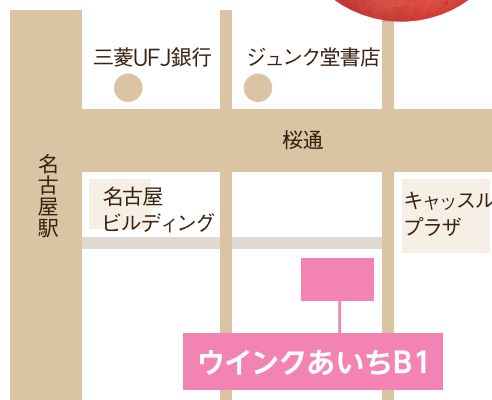 三菱UFJ銀行
ジュンク堂書店
桜通
名古屋駅
名古屋
ビルディング
キャッスル
プラザ
ウインクあいちB1